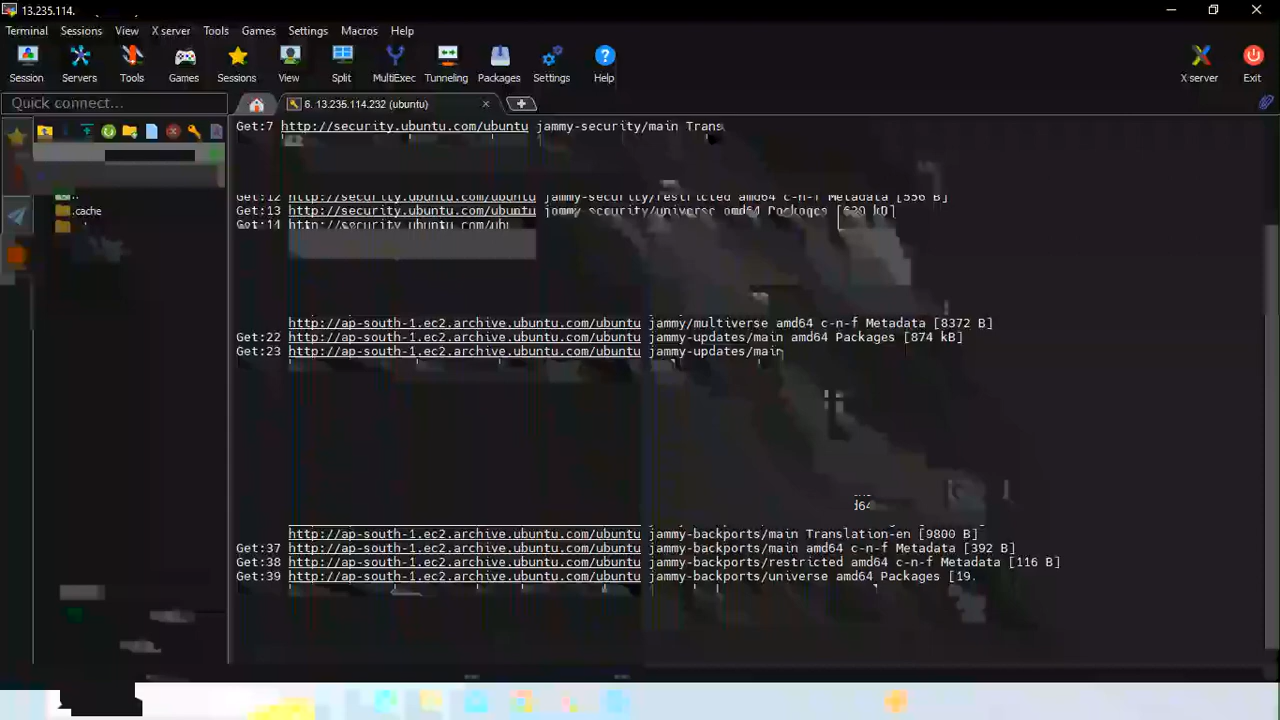 13.235.114.
Terminal Sessions View X server Tools Games Settings Macros Help
Session Servers Tools Games Sessions View Split MultiExec Tunneling Packages Settings Help X server Exit
Quick connect...
6. 13.235.114.232 (ubuntu)
Get:7 http://security.ubuntu.com/ubuntu jammy-security/main Trans
Get:12 http://security.ubuntu.com/ubuntu jammy-security/restricted amd64 c-n-f Metadata [556 B]
.cache
Get:13 http://security.ubuntu.com/ubuntu jammy-security/universe amd64 Packages
Get:14 http://security.ubuntu.com/ubu
http://ap-south-1.ec2.archive.ubuntu.com/ubuntu jammy/multiverse amd64 c-n-f Metadata [8372 B]
Get:22 http://ap-south-1.ec2.archive.ubuntu.com/ubuntu jammy-updates/main amd64 Packages [874 kB]
Get:23 http://ap-south-1.ec2.archive.ubuntu.com/ubuntu jammy-updates/main
http://ap-south-1.ec2.archive.ubuntu.com/ubuntu jammy-backports/main Translation-en [9800 B]
Get:37 http://ap-south-1.ec2.archive.ubuntu.com/ubuntu jammy-backports/main amd64 c-n-f Metadata [392 B]
Get:38 http://ap-south-1.ec2.archive.ubuntu.com/ubuntu jammy-backports/restricted amd64 c-n-f Metadata [116 B]
Get:39 http://ap-south-1.ec2.archive.ubuntu.com/ubuntu jammy-backports/universe amd64 Packages [19.